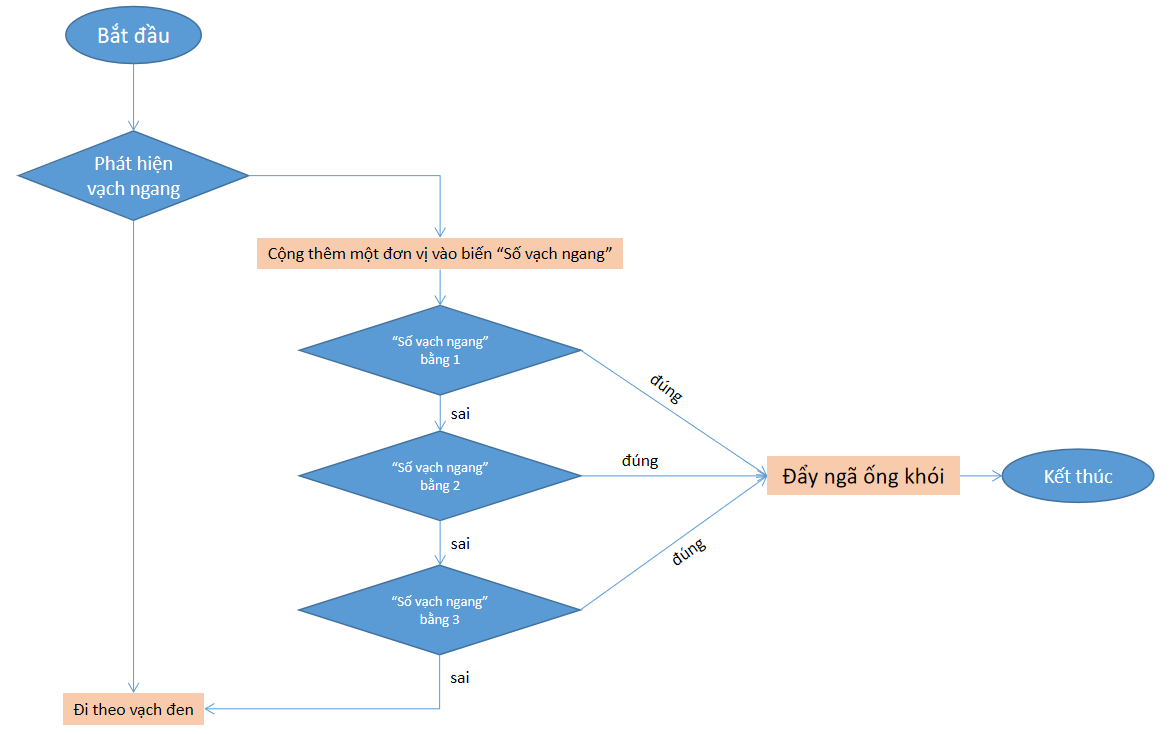 Bắt đầu
Phát hiện
vạch ngang
Cộng thêm một đơn vị vào biến “Số vạch ngang”
“Số vạch ngang”
bằng 1
đúng
sai
“Số vạch ngang”
bằng 2
đúng
Đẩy ngã ống khói
Kết thúc
sai
đúng
“Số vạch ngang”
bằng 3
sai
Đi theo vạch đen